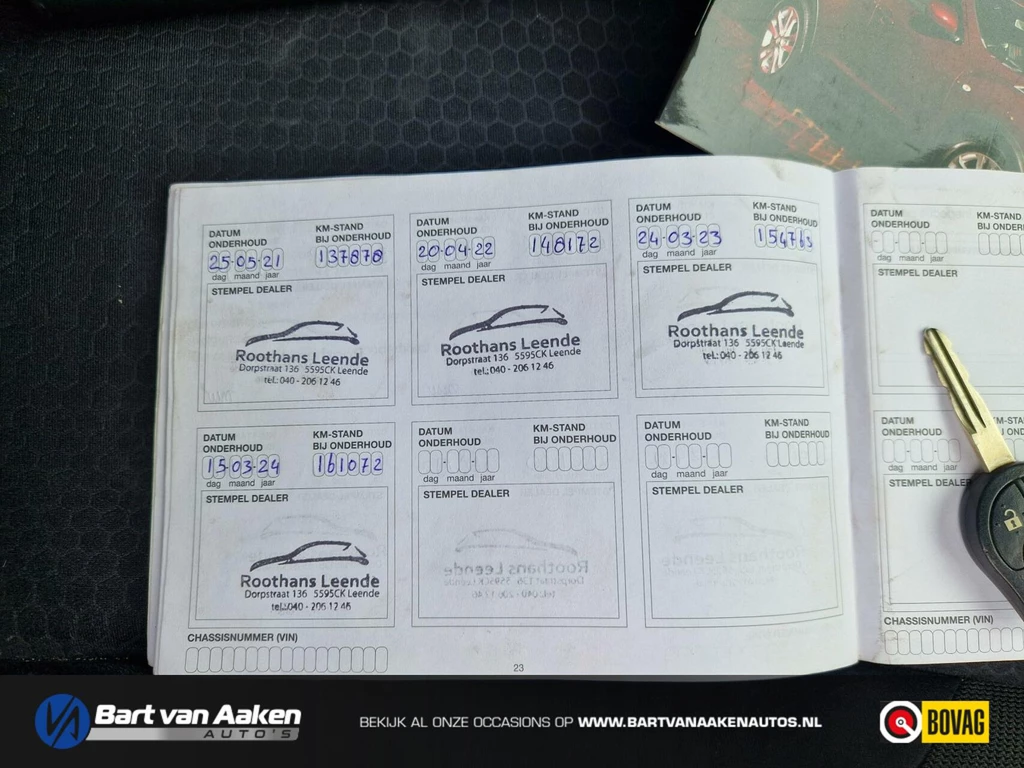 DATUM ONDERHOUD
KM-STAND BIJ ONDERHOUD
25-05-21
137878
dag maand jaar
STEMPEL DEALER
Roothans Leende
Dorpstraat 136 5595CK Leende
tel.: 040 - 206 12 46
DATUM ONDERHOUD
KM-STAND BIJ ONDERHOUD
20-04-22
148172
dag maand jaar
STEMPEL DEALER
Roothans Leende
Dorpstraat 136 5595CK Leende
tel.: 040 - 206 12 46
DATUM ONDERHOUD
KM-STAND BIJ ONDERHOUD
24-03-23
154763
dag maand jaar
STEMPEL DEALER
Roothans Leende
Dorpstraat 136 5595CK Leende
tel.: 040 - 206 12 46
DATUM ONDERHOUD
KM-STAND
dag maand jaar
STEMPEL DEALER
DATUM ONDERHOUD
KM-STAND BIJ ONDERHOUD
15-03-24
161072
dag maand jaar
STEMPEL DEALER
Roothans Leende
Dorpstraat 136 5595CK Leende
tel.: 040 - 206 12 46
DATUM ONDERHOUD
KM-STAND BIJ ONDERHOUD
dag maand jaar
STEMPEL DEALER
DATUM ONDERHOUD
KM-STAND BIJ ONDERHOUD
dag maand jaar
STEMPEL DEALER
DATUM ONDERHOUD
dag maand jaar
STEMPEL
CHASSISNUMMER (VIN)
CHASSISNUMMER (VIN)
23
Bart van Aaken
AUTO'S
BEKIJK AL ONZE OCCASIONS OP WWW.BARTVANAAKENAUTOS.NL
BOVAG